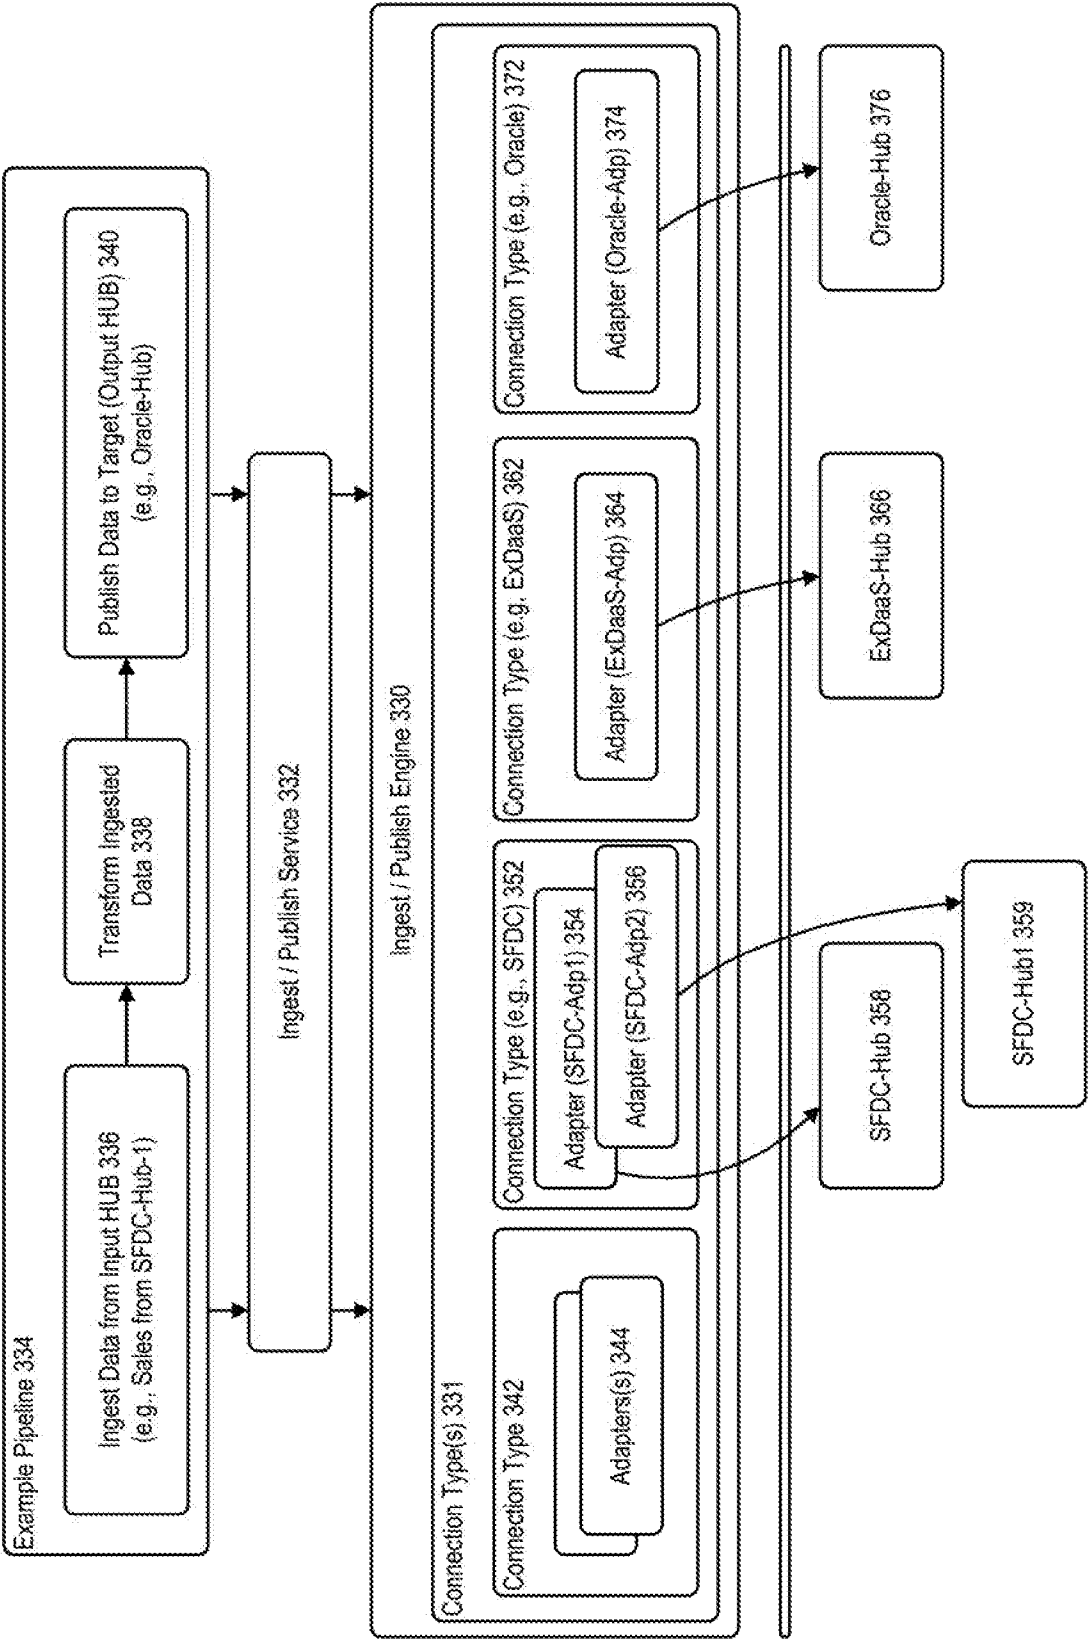 Example Pipeline 334
Ingest Data from Input HUB 336
(e.g., Sales from SFDC-Hub-1)
Transform Ingested
Data 338
Publish Data to Target (Output HUB) 340
(e.g., Oracle-Hub)
Ingest / Publish Service 332
Ingest / Publish Engine 330
Connection Type(s) 331
Connection Type 342
Adapters(s) 344
Connection Type (e.g., SFDC) 352
Adapter (SFDC-Adp1) 354
Adapter (SFDC-Adp2) 356
Connection Type (e.g. ExDaaS) 362
Adapter (ExDaaS-Adp) 364
Connection Type (e.g., Oracle) 372
Adapter (Oracle-Adp) 374
SFDC-Hub 358
SFDC-Hub1 359
ExDaaS-Hub 366
Oracle-Hub 376